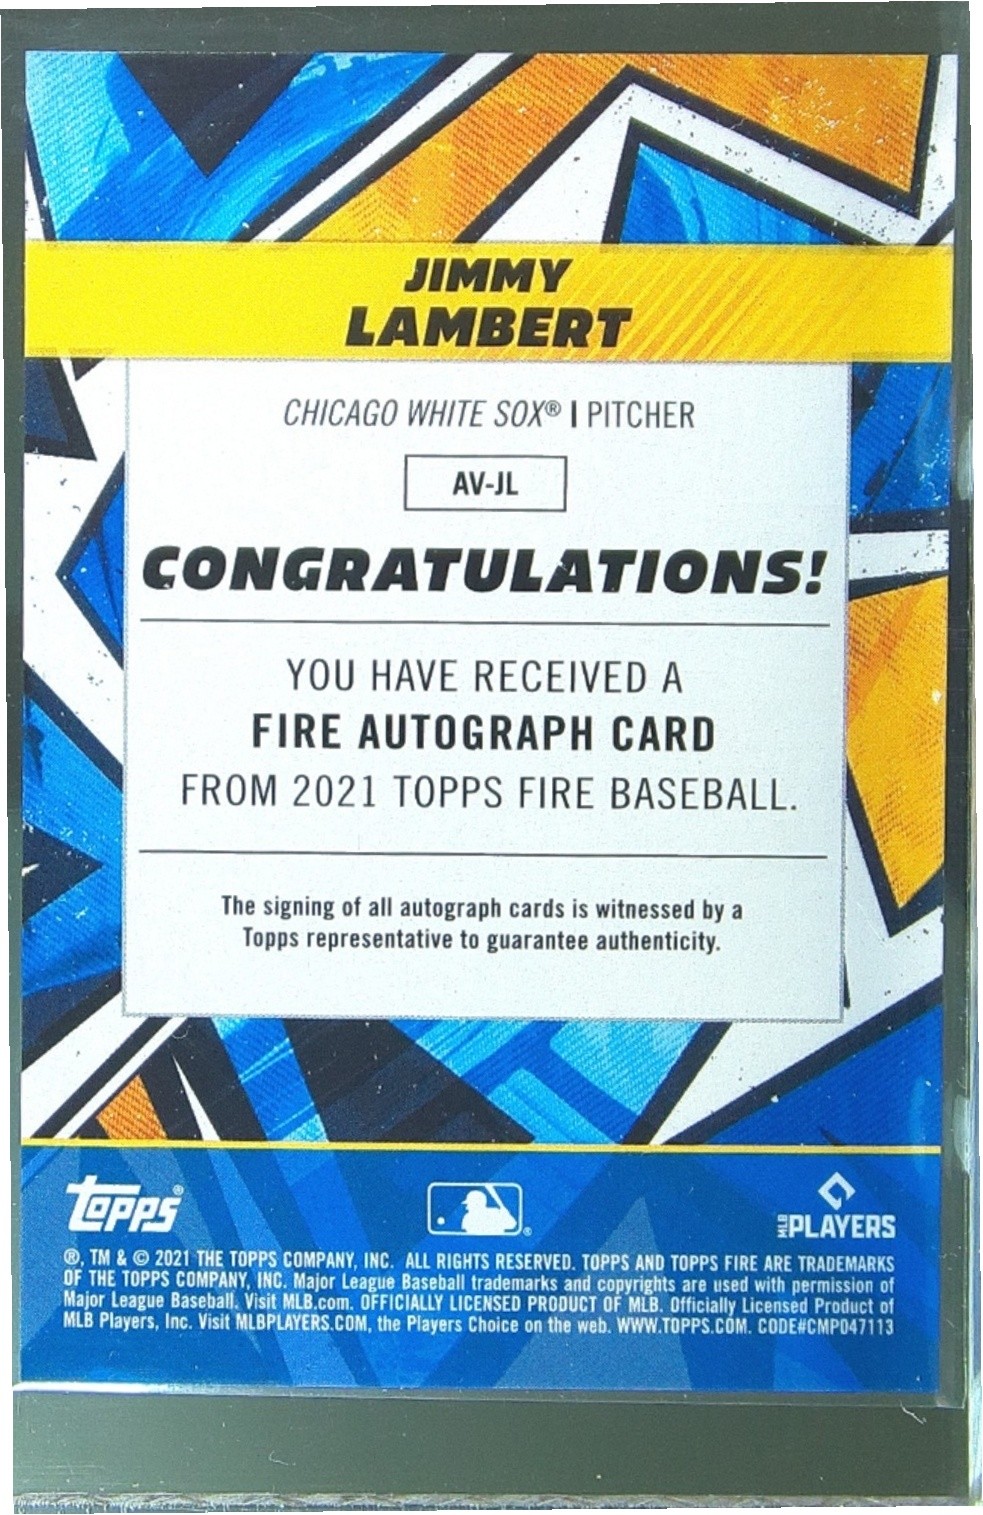 JIMMY
LAMBERT
CHICAGO WHITE SOX® | PITCHER
AV-JL
CONGRATULATIONS!
YOU HAVE RECEIVED A
FIRE AUTOGRAPH CARD
FROM 2021 TOPPS FIRE BASEBALL.
The signing of all autograph cards is witnessed by a
Topps representative to guarantee authenticity.
topps® ® MLB PLAYERS
®, TM & © 2021 THE TOPPS COMPANY, INC. ALL RIGHTS RESERVED. TOPPS AND TOPPS FIRE ARE TRADEMARKS
OF THE TOPPS COMPANY, INC. Major League Baseball trademarks and copyrights are used with permission of
Major League Baseball. Visit MLB.com. OFFICIALLY LICENSED PRODUCT OF MLB. Officially Licensed Product of
MLB Players, Inc. Visit MLBPLAYERS.COM, the Players Choice on the web. WWW.TOPPS.COM. CODE#CMP047113